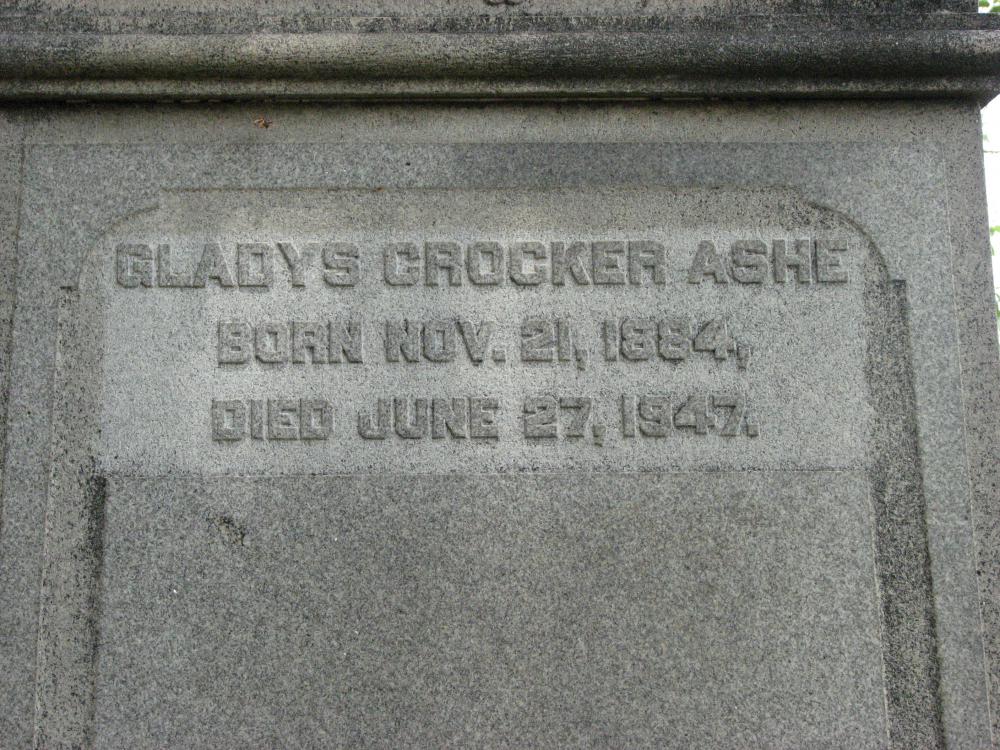 GLADYS CROCKER ASHE
BORN NOV. 21, 1884,
DIED JUNE 27, 1947.